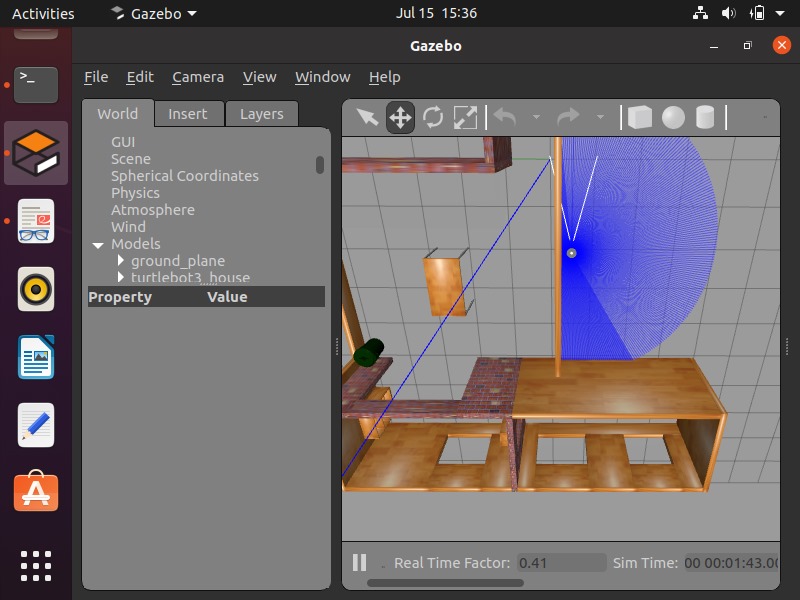 Activities Gazebo Jul 15 15:36
Gazebo
File Edit Camera View Window Help
World Insert Layers
GUI
Scene
Spherical Coordinates
Physics
Atmosphere
Wind
Models
ground_plane
turtlebot3_house
Property Value
Real Time Factor: 0.41 Sim Time: 00 00:01:43.00